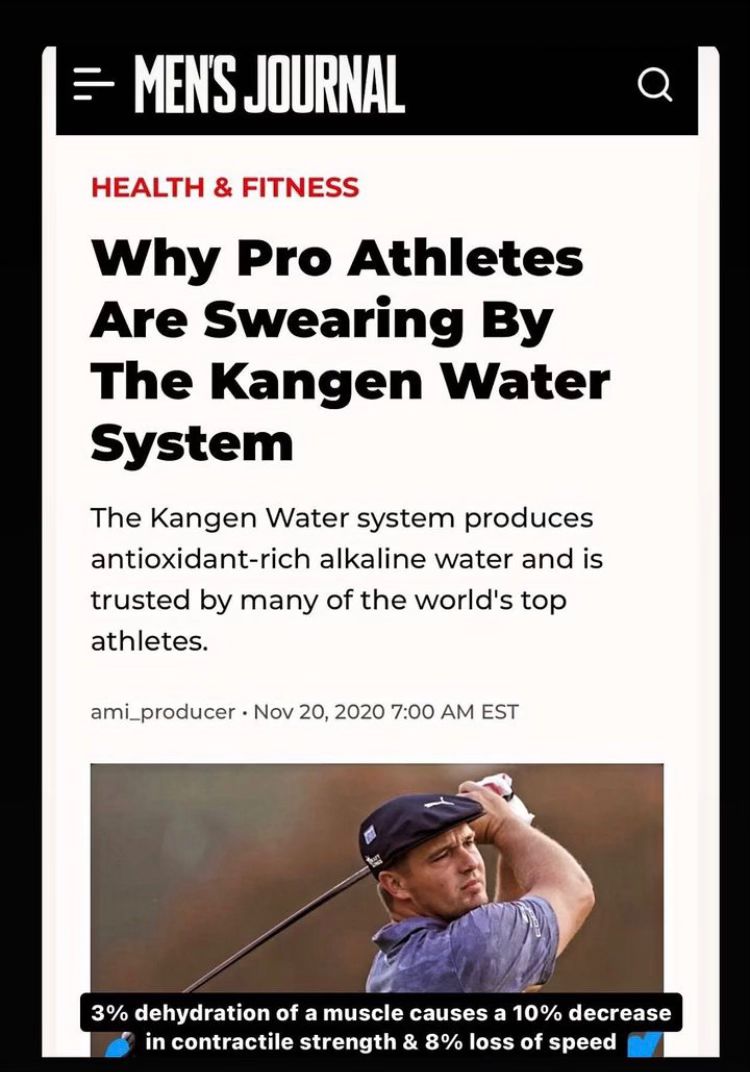 MEN'S JOURNAL
HEALTH & FITNESS
Why Pro Athletes
Are Swearing By
The Kangen Water
System
The Kangen Water system produces
antioxidant-rich alkaline water and is
trusted by many of the world's top
athletes.
ami_producer • Nov 20, 2020 7:00 AM EST
3% dehydration of a muscle causes a 10% decrease
in contractile strength & 8% loss of speed